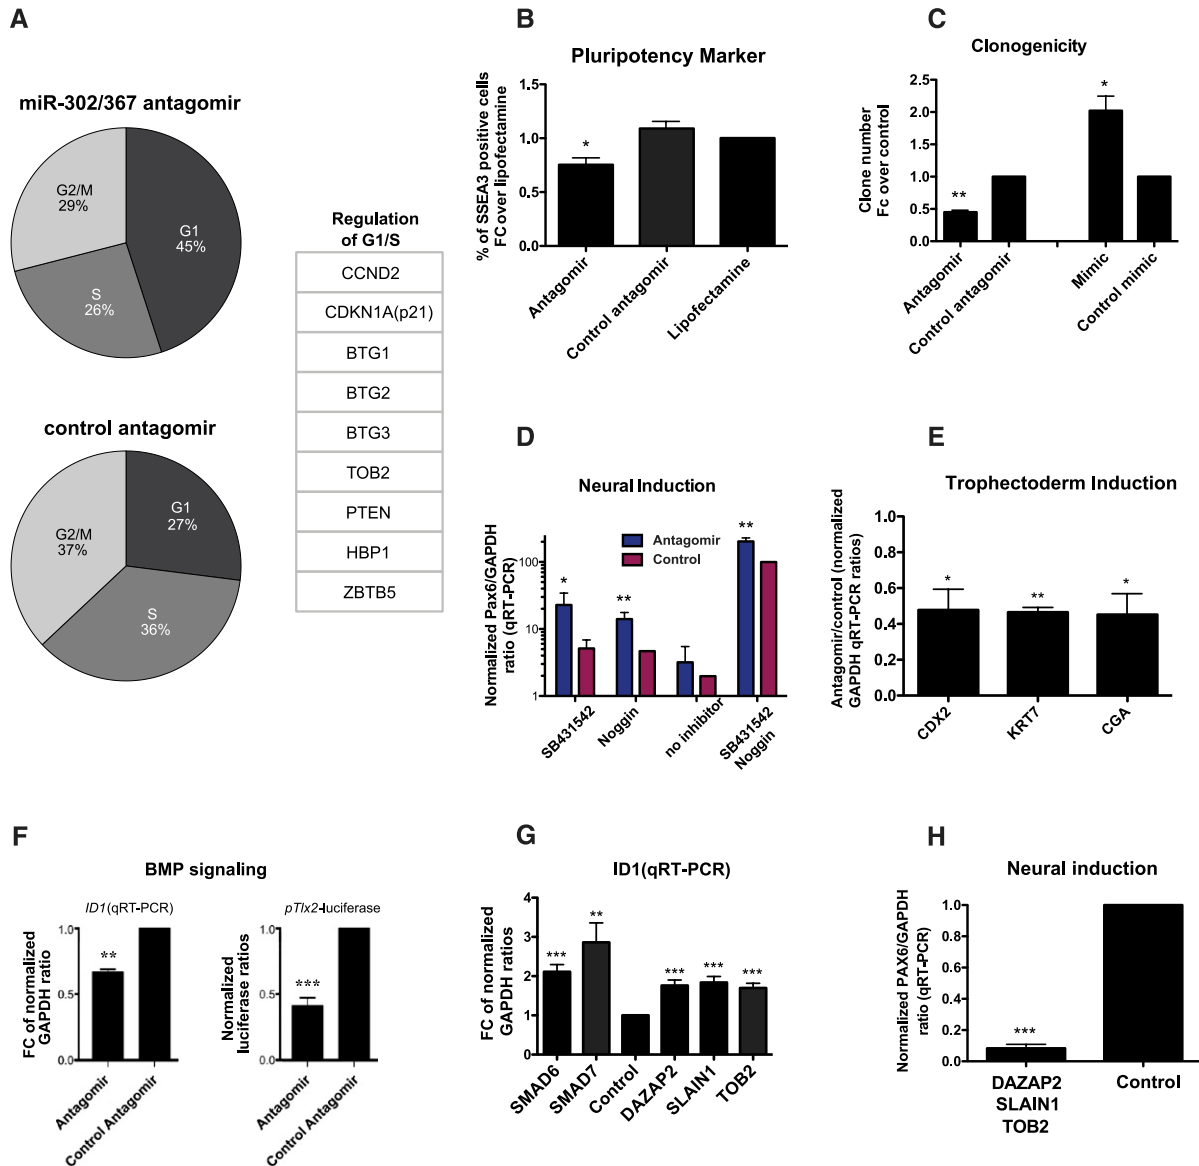 A
miR-302/367 antagomir
G2/M
29%
G1
45%
S
26%
control antagomir
G2/M
37%
G1
27%
S
36%
Regulation
of G1/S
CCND2
CDKN1A(p21)
BTG1
BTG2
BTG3
TOB2
PTEN
HBP1
ZBTB5
B
Pluripotency Marker
% of SSEA3 positive cells
FC over lipofectamine
1.5
1.0
0.5
0.0
*
Antagomir
Control antagomir
Lipofectamine
C
Clonogenicity
Clone number
Fc over control
2.5
2.0
1.5
1.0
0.5
0.0
**
*
Antagomir
Control antagomir
Mimic
Control mimic
D
Neural Induction
Normalized Pax6/GAPDH
ratio (qRT-PCR)
100
10
1
Antagomir
Control
*
**
**
SB431542
Noggin
no inhibitor
SB431542
Noggin
E
Trophectoderm Induction
Antagomir/control (normalized
GAPDH qRT-PCR ratios)
1.0
0.8
0.6
0.4
0.2
0.0
*
**
*
CDX2
KRT7
CGA
F
BMP signaling
ID1(qRT-PCR)
FC of normalized
GAPDH ratio
1.0
0.5
0.0
**
Antagomir
Control Antagomir
pTlx2-luciferase
Normalized
luciferase ratios
1.0
0.5
0.0
***
Antagomir
Control Antagomir
G
ID1(qRT-PCR)
FC of normalized
GAPDH ratios
4
3
2
1
0
***
**
***
***
***
SMAD6
SMAD7
Control
DAZAP2
SLAIN1
TOB2
H
Neural induction
Normalized PAX6/GAPDH
ratio (qRT-PCR)
1.0
0.8
0.6
0.4
0.2
0.0
***
DAZAP2
SLAIN1
TOB2
Control